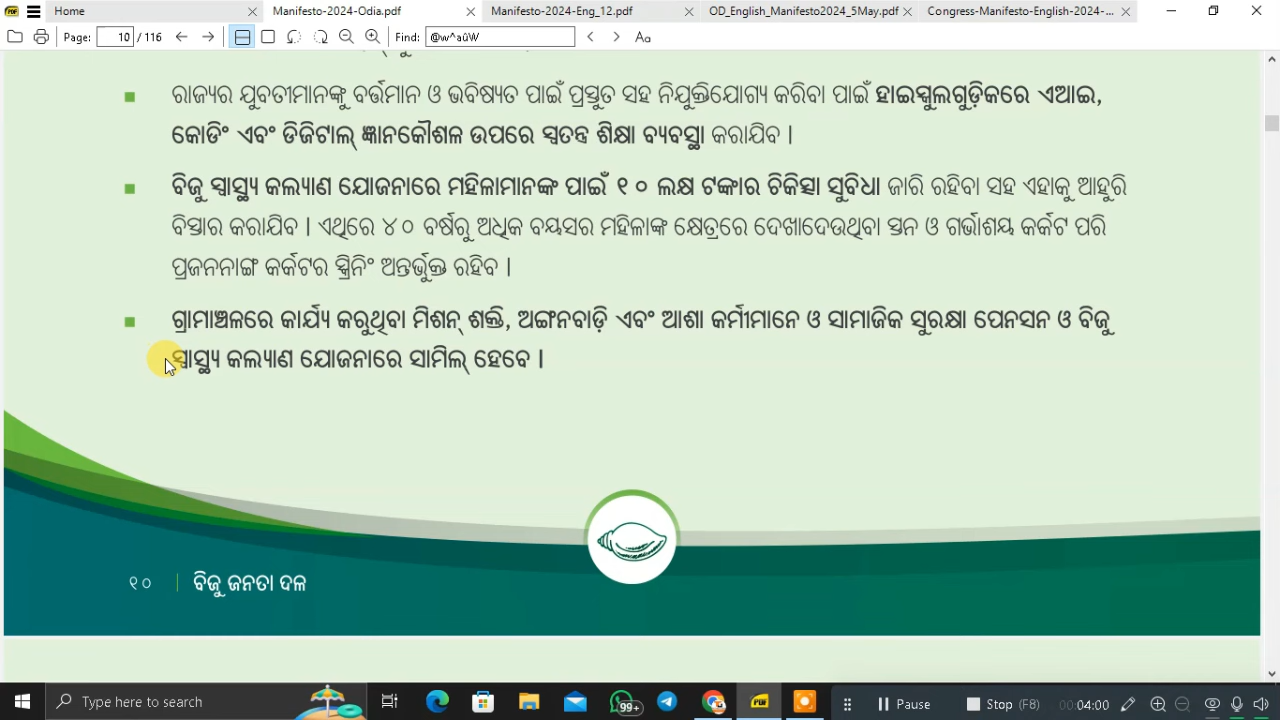 Home
Manifesto-2024-Odia.pdf
Manifesto-2024-Eng_12.pdf
OD_English_Manifesto2024_5May.pdf
Congress-Manifesto-English-2024-...
Page: 10 / 116
Find: @w^aûW
Aa
ରାଜ୍ୟର ଯୁବତୀମାନଙ୍କୁ ବର୍ତ୍ତମାନ ଓ ଭବିଷ୍ୟତ ପାଇଁ ପ୍ରସ୍ତୁତ ସହ ନିଯୁକ୍ତିଯୋଗ୍ୟ କରିବା ପାଇଁ ହାଇସ୍କୁଲଗୁଡ଼ିକରେ ଏଆଇ,
କୋଡିଂ ଏବଂ ଡିଜିଟାଲ୍ ଜ୍ଞାନକୌଶଳ ଉପରେ ସ୍ୱତନ୍ତ୍ର ଶିକ୍ଷା ବ୍ୟବସ୍ଥା କରାଯିବ ।
ବିଜୁ ସ୍ୱାସ୍ଥ୍ୟ କଲ୍ୟାଣ ଯୋଜନାରେ ମହିଳାମାନଙ୍କ ପାଇଁ ୧୦ ଲକ୍ଷ ଟଙ୍କାର ଚିକିତ୍ସା ସୁବିଧା ଜାରି ରହିବା ସହ ଏହାକୁ ଆହୁରି
ବିସ୍ତାର କରାଯିବ । ଏଥିରେ ୪୦ ବର୍ଷରୁ ଅଧିକ ବୟସର ମହିଳାଙ୍କ କ୍ଷେତ୍ରରେ ଦେଖାଦେଉଥିବା ସ୍ତନ ଓ ଗର୍ଭାଶୟ କର୍କଟ ପରି
ପ୍ରଜନନାଙ୍ଗ କର୍କଟର ସ୍କ୍ରିନିଂ ଅନ୍ତର୍ଭୁକ୍ତ ରହିବ ।
ଗ୍ରାମାଞ୍ଚଳରେ କାର୍ଯ୍ୟ କରୁଥିବା ମିଶନ୍ ଶକ୍ତି, ଅଙ୍ଗନବାଡ଼ି ଏବଂ ଆଶା କର୍ମୀମାନେ ଓ ସାମାଜିକ ସୁରକ୍ଷା ପେନସନ ଓ ବିଜୁ
ସ୍ୱାସ୍ଥ୍ୟ କଲ୍ୟାଣ ଯୋଜନାରେ ସାମିଲ୍ ହେବେ ।
୧୦ | ବିଜୁ ଜନତା ଦଳ
Type here to search
99+
Pause
Stop (F8)
00:04:00